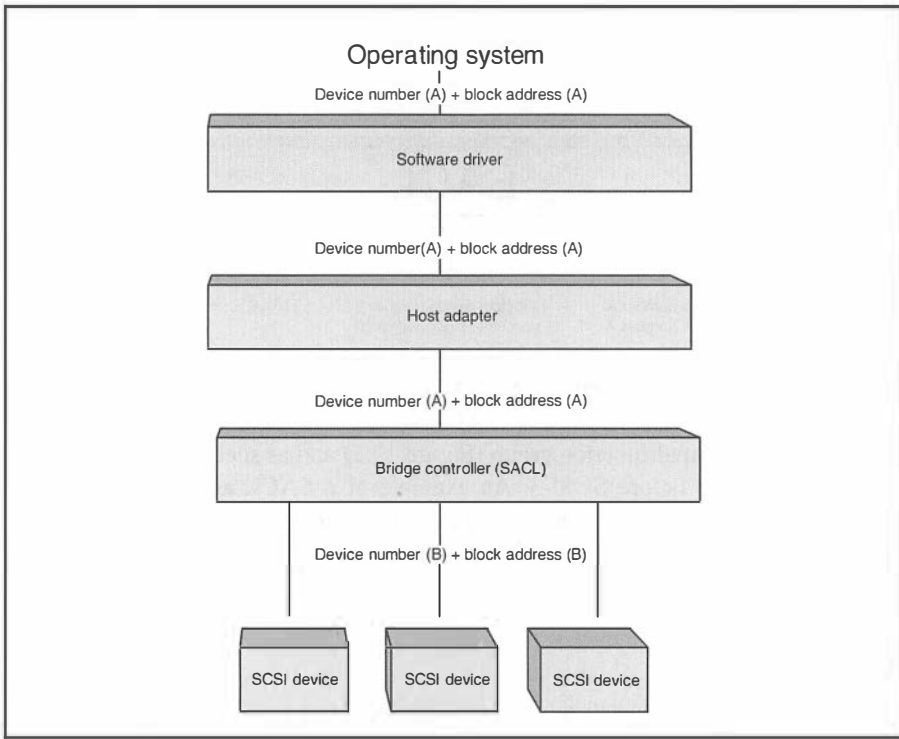 Operating system
Device number (A) + block address (A)
Software driver
Device number(A) + block address (A)
Host adapter
Device number (A) + block address (A)
Bridge controller (SACL)
Device number (B) + block address (B)
SCSI device
SCSI device
SCSI device